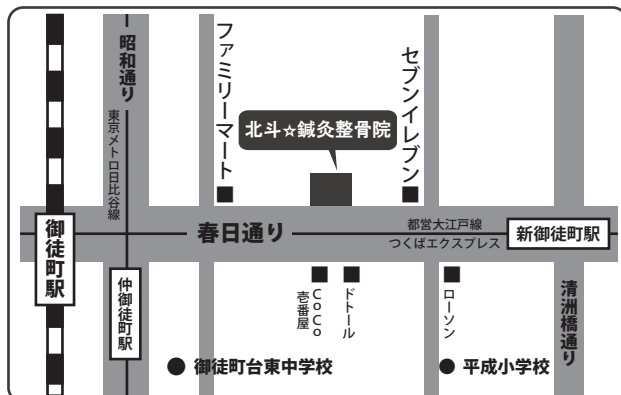 昭和通り
東京メトロ日比谷線
ファミリーマート
北斗☆鍼灸整骨院
セブンイレブン
御徒町駅
春日通り
都営大江戸線
つくばエクスプレス
新御徒町駅
仲御徒町駅
CoCo
壱番屋
ドトール
ローソン
清洲橋通り
御徒町台東中学校
平成小学校